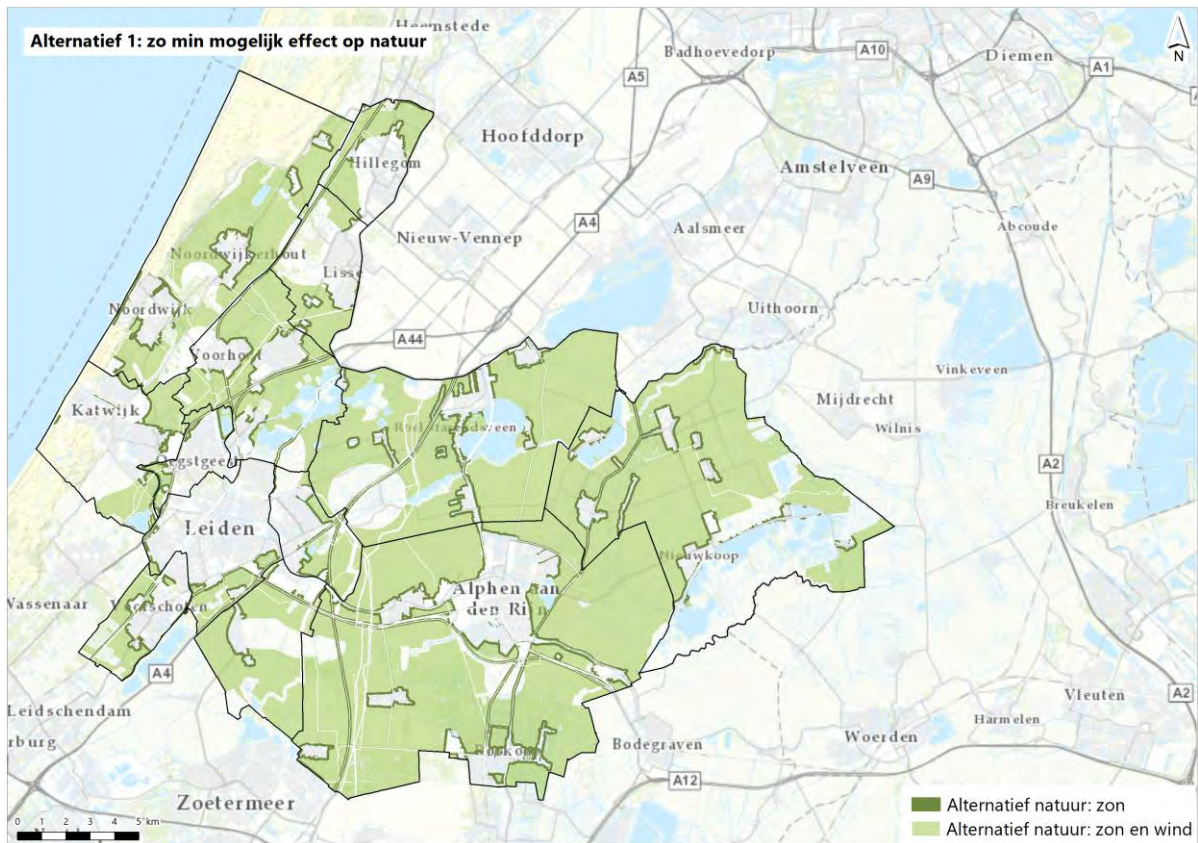 Alternatief 1: zo min mogelijk effect op natuur
Heemstede
Badhoevedorp
A10
Diemen
A1
N
A5
Hoofddorp
Hillegom
Amstelveen
A9
A4
Aalsmeer
Abcoude
Nieuw-Vennep
Noordwijkerhout
Lisse
Noordwijk
Uithoorn
A44
Voorhout
Vinkeveen
Katwijk
Mijdrecht
Roelofarendsveen
Wilnis
Oegstgeest
A2
Breukelen
Leiden
Nieuwkoop
Alphen aan
den Rijn
Wassenaar
Voorschoten
A4
Vleuten
A2
Leidschendam
Harmelen
rburg
Woerden
Bodegraven
Boskoop
A12
Zoetermeer
Alternatief natuur: zon
0 1 2 3 4 5 km
Alternatief natuur: zon en wind